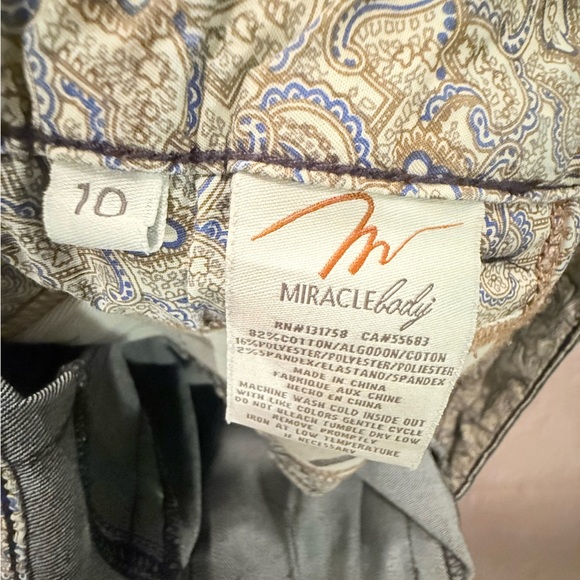 10
MIRACLEbody
RN#131758 CA#55683
82%COTTON/ALGODON/COTON
16%POLYESTER/POLYESTER/POLIESTER
2%SPANDEX/ELASTAND/SPANDEX
MADE IN CHINA
FABRIQUE AUX CHINE
HECHO EN CHINA
MACHINE WASH COLD INSIDE OUT
WITH LIKE COLORS GENTLE CYCLE
DO NOT BLEACH TUMBLE DRY LOW
REMOVE PROMPTLY
IRON AT LOW TEMPERATURE
IF NECESSARY